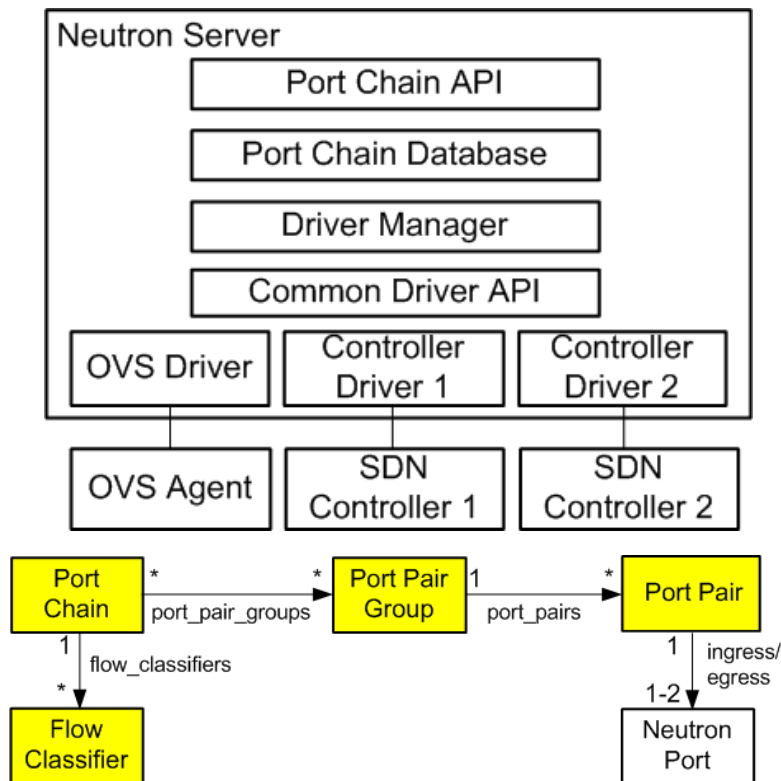 Neutron Server
Port Chain API
Port Chain Database
Driver Manager
Common Driver API
OVS Driver
Controller
Driver 1
Controller
Driver 2
OVS Agent
SDN
Controller 1
SDN
Controller 2
Port
Chain
*
*
port_pair_groups
Port Pair
Group
1
*
port_pairs
Port Pair
1
flow_classifiers
*
1
ingress/
egress
1-2
Flow
Classifier
Neutron
Port